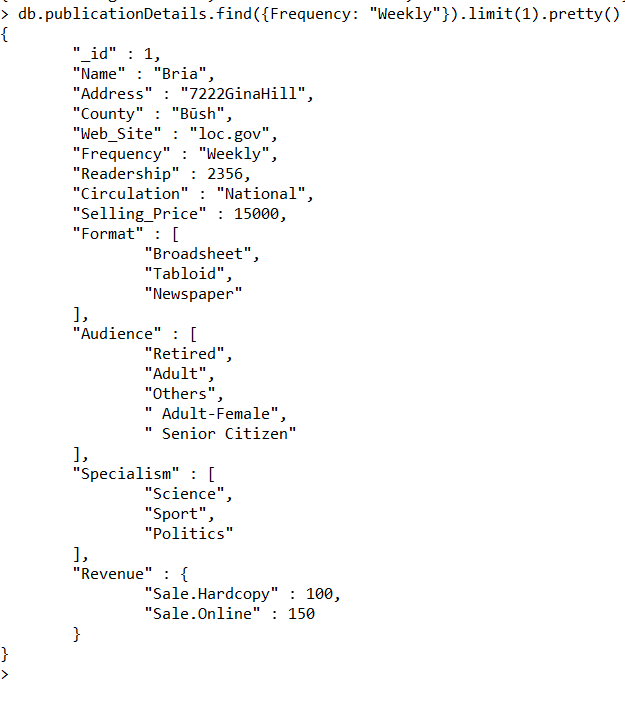 > db.publicationDetails.find({Frequency: "Weekly"}).limit(1).pretty()
{
"_id" : 1,
"Name" : "Bria",
"Address" : "7222GinaHill",
"County" : "Būsh",
"Web_Site" : "loc.gov",
"Frequency" : "Weekly",
"Readership" : 2356,
"Circulation" : "National",
"Selling_Price" : 15000,
"Format" : [
"Broadsheet",
"Tabloid",
"Newspaper"
],
"Audience" : [
"Retired",
"Adult",
"Others",
" Adult-Female",
" Senior Citizen"
],
"Specialism" : [
"Science",
"Sport",
"Politics"
],
"Revenue" : {
"Sale.Hardcopy" : 100,
"Sale.Online" : 150
}
}
>